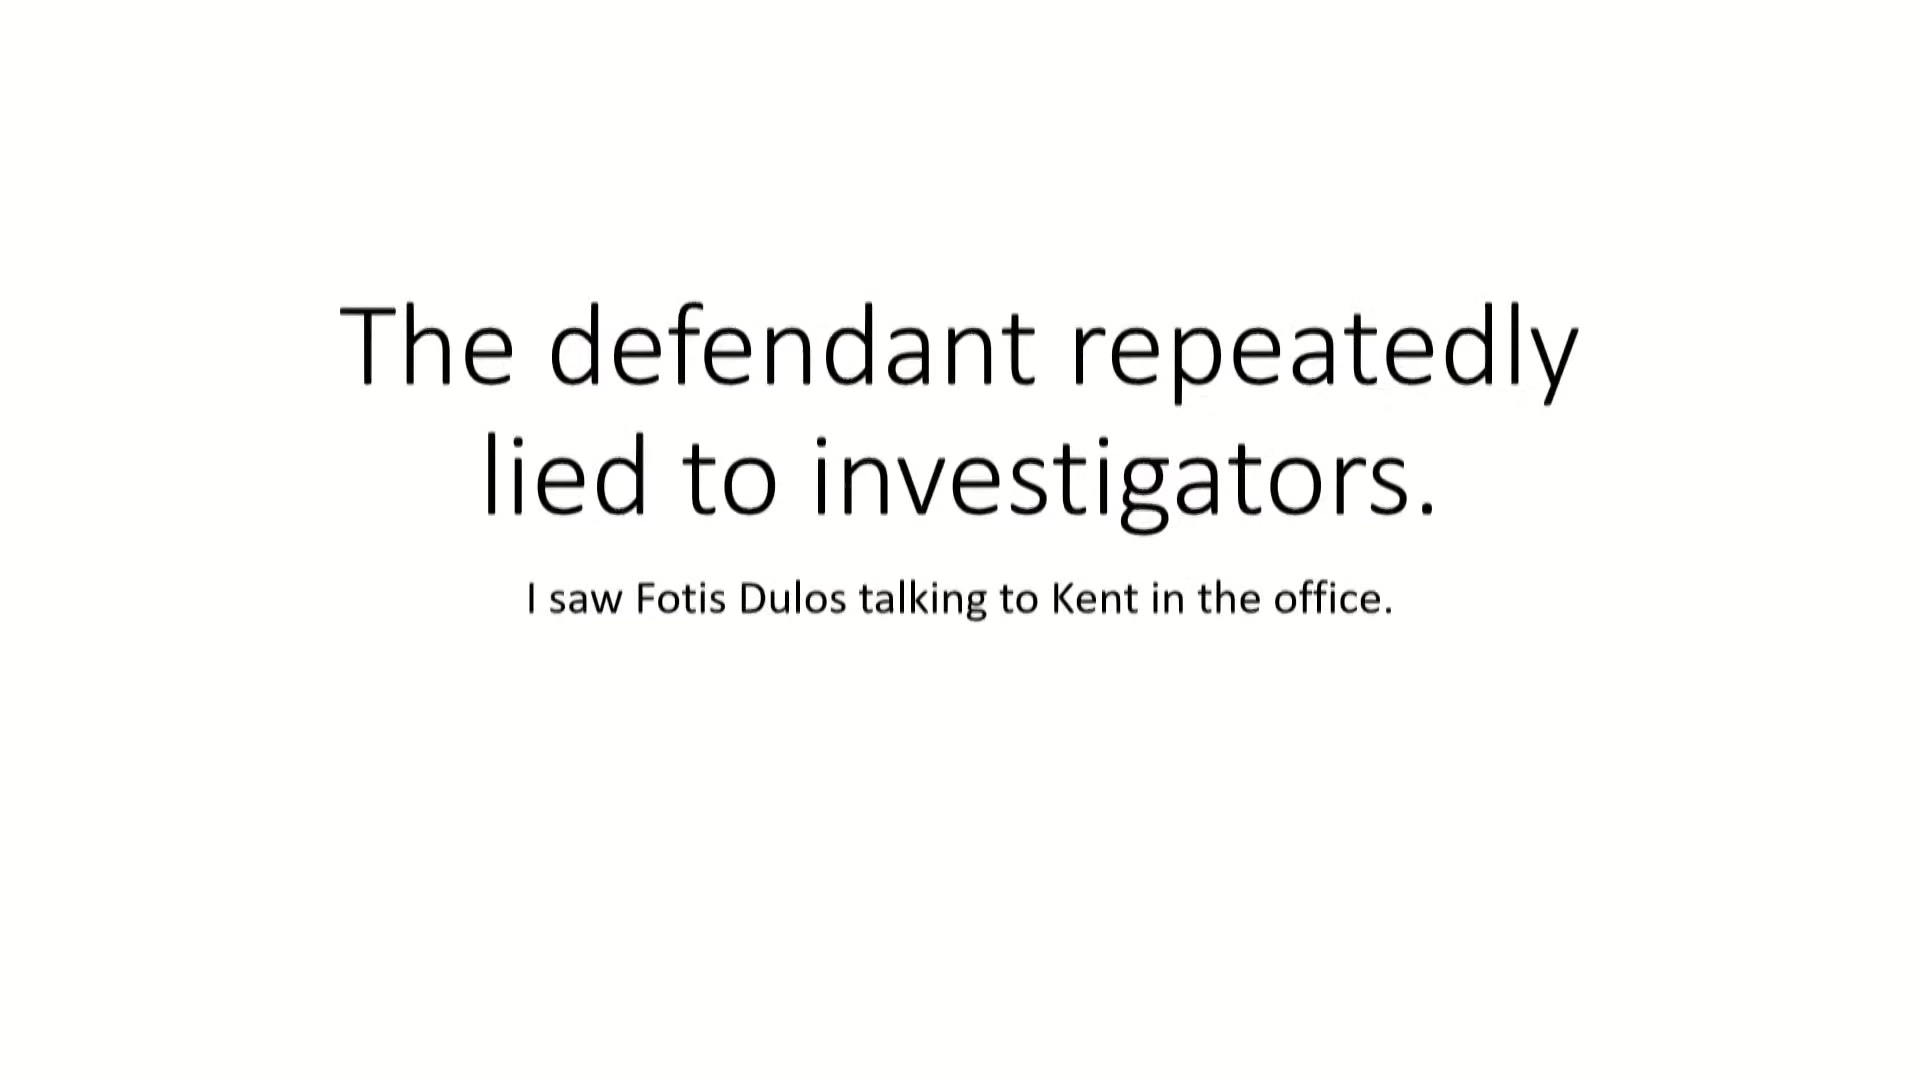 The defendant repeatedly
lied to investigators.
I saw Fotis Dulos talking to Kent in the office.